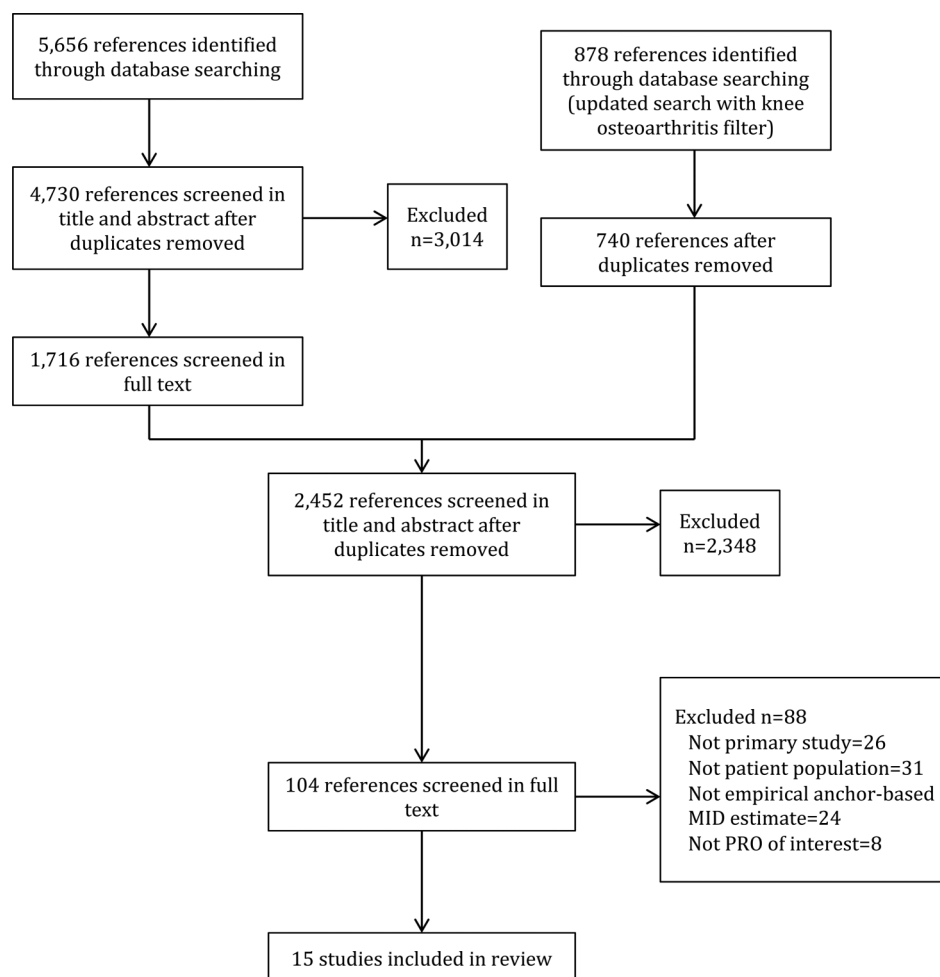 5,656 references identified
through database searching
878 references identified
through database searching
(updated search with knee
osteoarthritis filter)
4,730 references screened in
title and abstract after
duplicates removed
Excluded
n=3,014
740 references after
duplicates removed
1,716 references screened in
full text
2,452 references screened in
title and abstract after
duplicates removed
Excluded
n=2,348
Excluded n=88
Not primary study=26
Not patient population=31
Not empirical anchor-based
MID estimate=24
Not PRO of interest=8
104 references screened in full
text
15 studies included in review